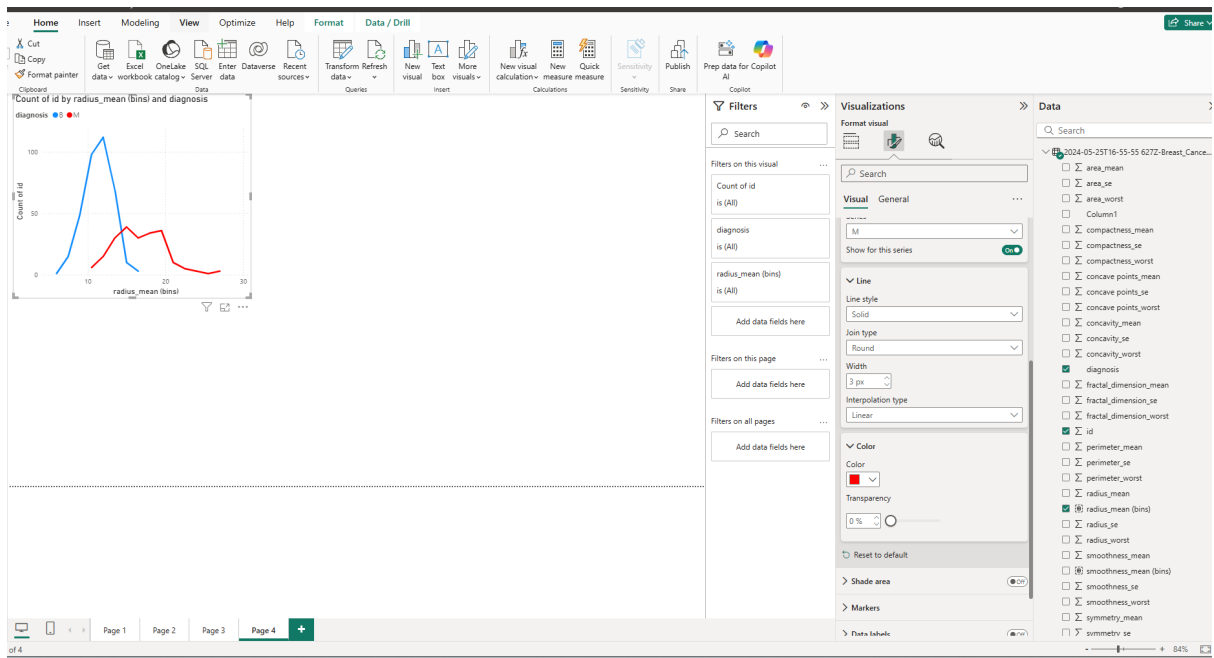 Home Insert Modeling View Optimize Help Format Data / Drill
Share
Cut
Copy
Format painter
Clipboard
Get data
Excel workbook
OneLake catalog
SQL Server
Enter data
Dataverse
Recent sources
Data
Transform data
Refresh
Queries
New visual
Text box
More visuals
Insert
New visual calculation
New measure
Quick measure
Calculations
Sensitivity
Sensitivity
Publish
Share
Prep data for AI
Copilot
Copilot
Count of id by radius_mean (bins) and diagnosis
diagnosis B M
100
50
0
Count of id
10 20 30
radius_mean (bins)
Filters
Search
Filters on this visual ...
Count of id
is (All)
diagnosis
is (All)
radius_mean (bins)
is (All)
Add data fields here
Filters on this page ...
Add data fields here
Filters on all pages ...
Add data fields here
Visualizations
Format visual
Search
Visual General ...
Series
M
Show for this series On
Line
Line style
Solid
Join type
Round
Width
3 px
Interpolation type
Linear
Color
Color
Transparency
0 %
Reset to default
Shade area Off
Markers
Data labels Off
Data
Search
2024-05-25T16-55-55 627Z-Breast_Cance...
area_mean
area_se
area_worst
Column1
compactness_mean
compactness_se
compactness_worst
concave points_mean
concave points_se
concave points_worst
concavity_mean
concavity_se
concavity_worst
diagnosis
fractal_dimension_mean
fractal_dimension_se
fractal_dimension_worst
id
perimeter_mean
perimeter_se
perimeter_worst
radius_mean
radius_mean (bins)
radius_se
radius_worst
smoothness_mean
smoothness_mean (bins)
smoothness_se
smoothness_worst
symmetry_mean
symmetry_se
Page 1 Page 2 Page 3 Page 4 +
of 4
- + 84%